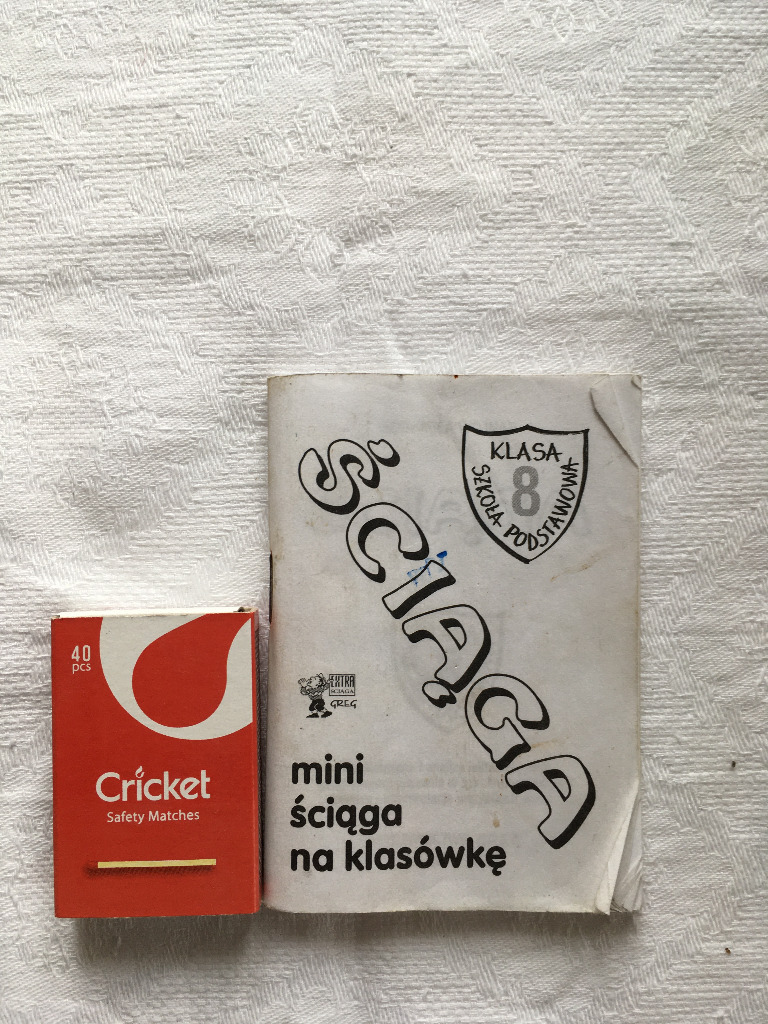 KLASA
8
SZKOŁA PODSTAWOWA
ŚCIĄGA
EXTRA
ŚCIĄGA
GREG
mini
ściąga
na klasówkę
40
pcs
Cricket
Safety Matches